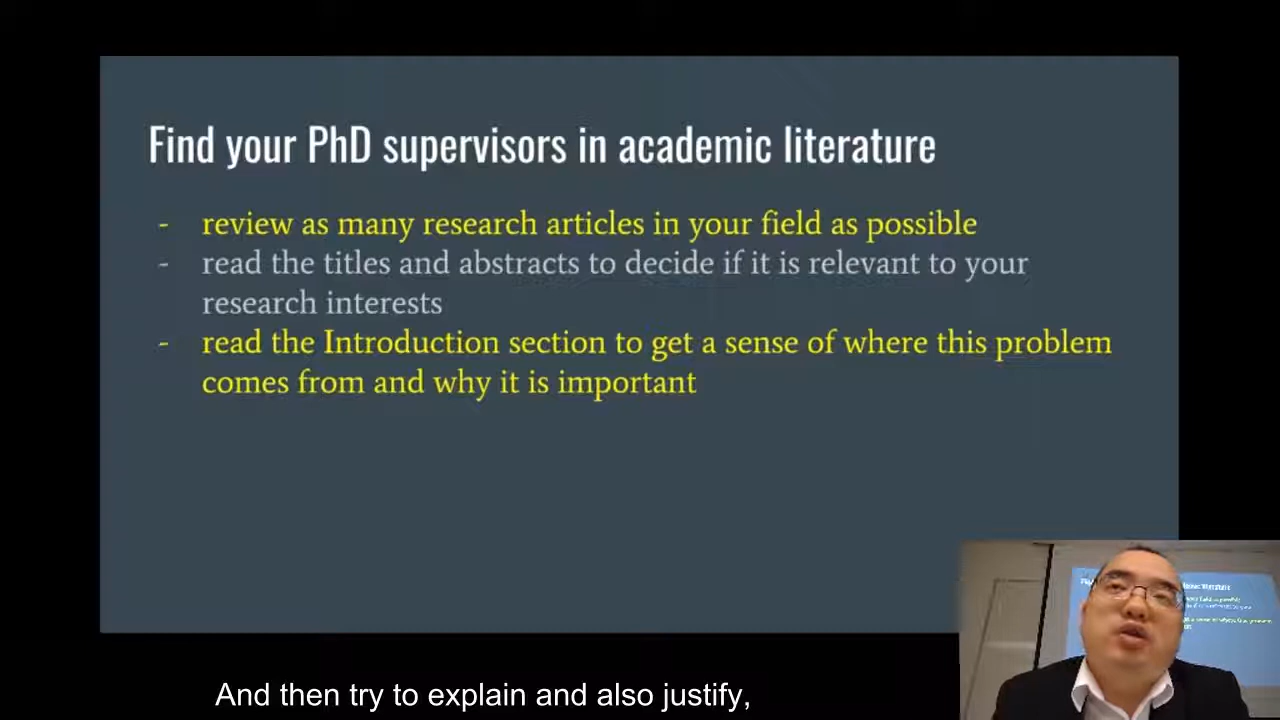 Find your PhD supervisors in academic literature
- review as many research articles in your field as possible
- read the titles and abstracts to decide if it is relevant to your
research interests
- read the Introduction section to get a sense of where this problem
comes from and why it is important
And then try to explain and also justify,